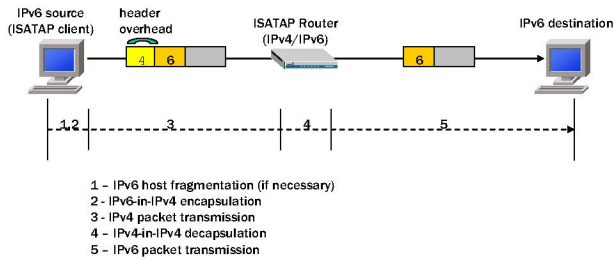 IPv6 source
(ISATAP client)
header
overhead
ISATAP Router
(IPv4/IPv6)
IPv6 destination
4
6
6
1,2
3
4
5
1 – IPv6 host fragmentation (if necessary)
2 - IPv6-in-IPv4 encapsulation
3 - IPv4 packet transmission
4 – IPv4-in-IPv4 decapsulation
5 – IPv6 packet transmission